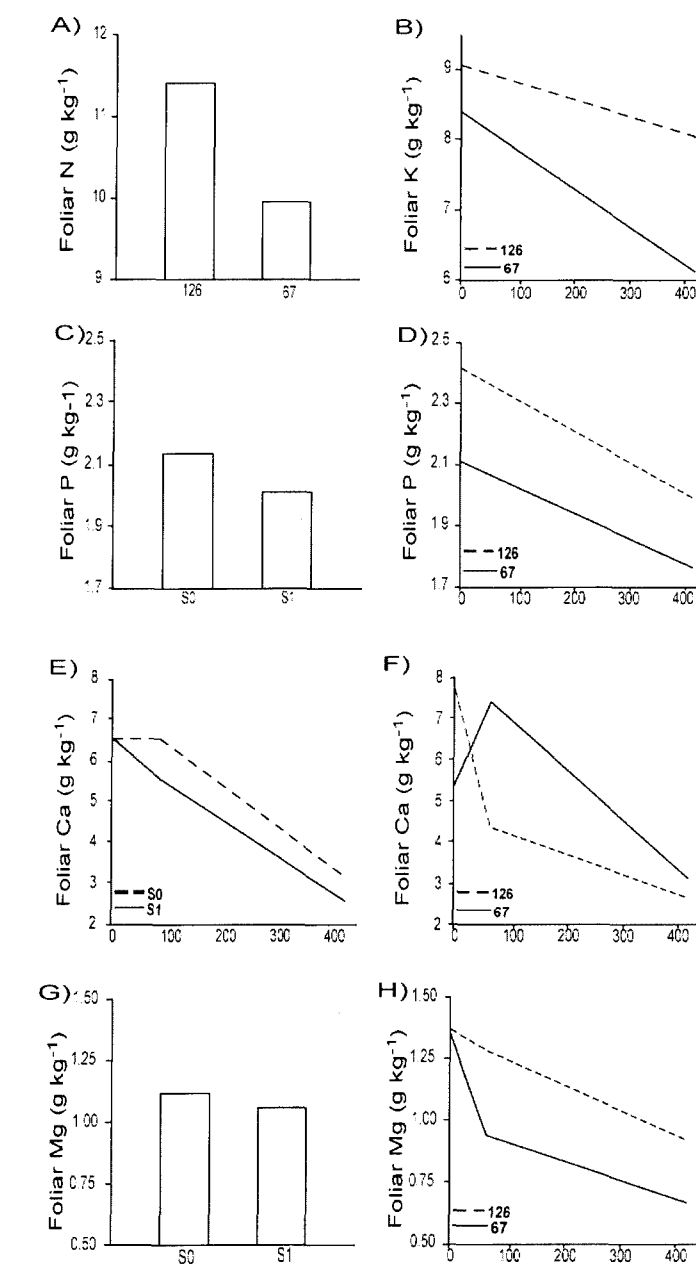 A)
Foliar N (g kg⁻¹)
12
11
10
9
126
67
B)
Foliar K (g kg⁻¹)
9
8
7
6
126
67
0 100 200 300 400
C)
Foliar P (g kg-1)
2.5
2.3
2.1
1.9
1.7
S0
S1
D)
Foliar P (g kg⁻¹)
2.5
2.3
2.1
1.9
1.7
126
67
0 100 200 300 400
E)
Foliar Ca (g kg⁻¹)
8
7
6
5
4
3
2
S0
S1
0 100 200 300 400
F)
Foliar Ca (g kg⁻¹)
8
7
6
5
4
3
2
126
67
0 100 200 300 400
G)
Foliar Mg (g kg⁻¹)
1.50
1.25
1.00
0.75
0.50
S0
S1
H)
Foliar Mg (g kg⁻¹)
1.50
1.25
1.00
0.75
0.50
126
67
0 100 200 300 400